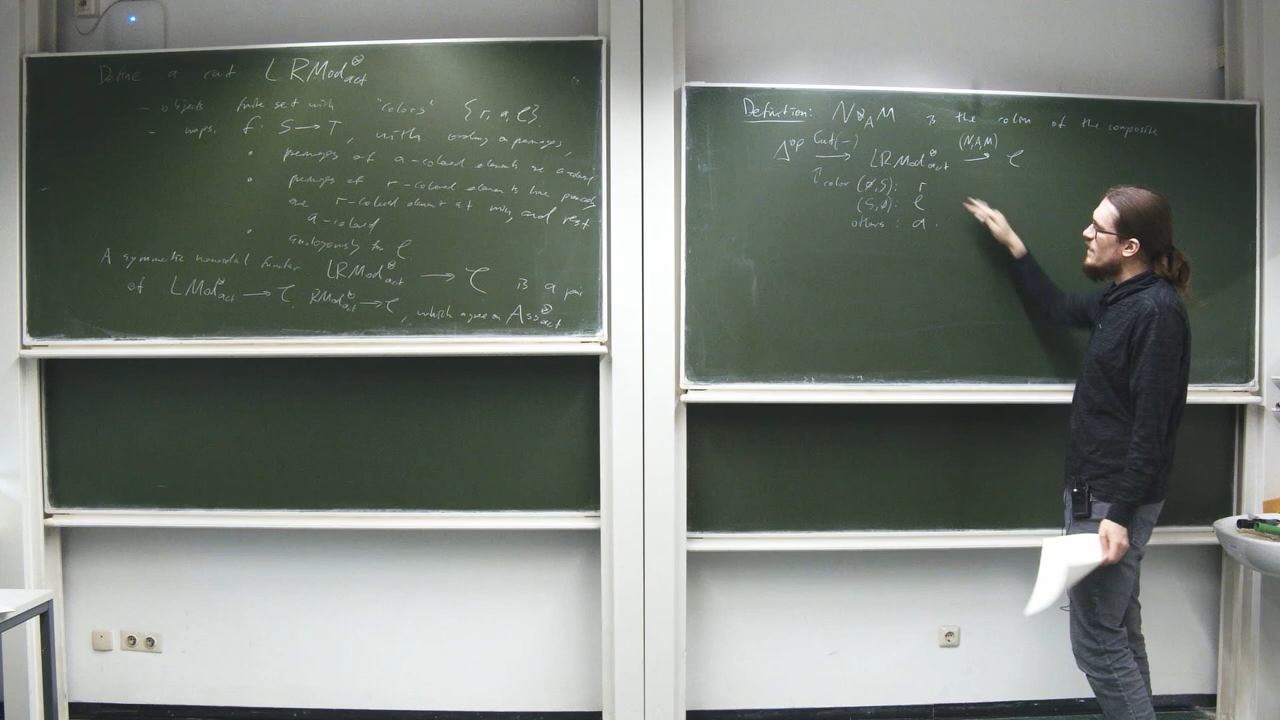 Define a cat LRMod^⊗_act
- objects: finite set with "colors" {r, a, l}
- maps, f: S → T, with ordering on preimages,
• preimages of a-colored elements are a-colored
• preimages of r-colored elements have precisely
one r-colored element at min, and rest
a-colored
• analogously for l.
A symmetric monoidal functor LRMod^⊗_act → C is a pair
of LMod^⊗_act → C, RMod^⊗_act → C, which agree on Ass^⊗_act
Definition: N⊗_A M is the colim of the composite
Δ^op Cut(-) → LRMod^⊗_act (N,A,M) → C
↑ color (∅,S): r
(S,∅): l
others: a.